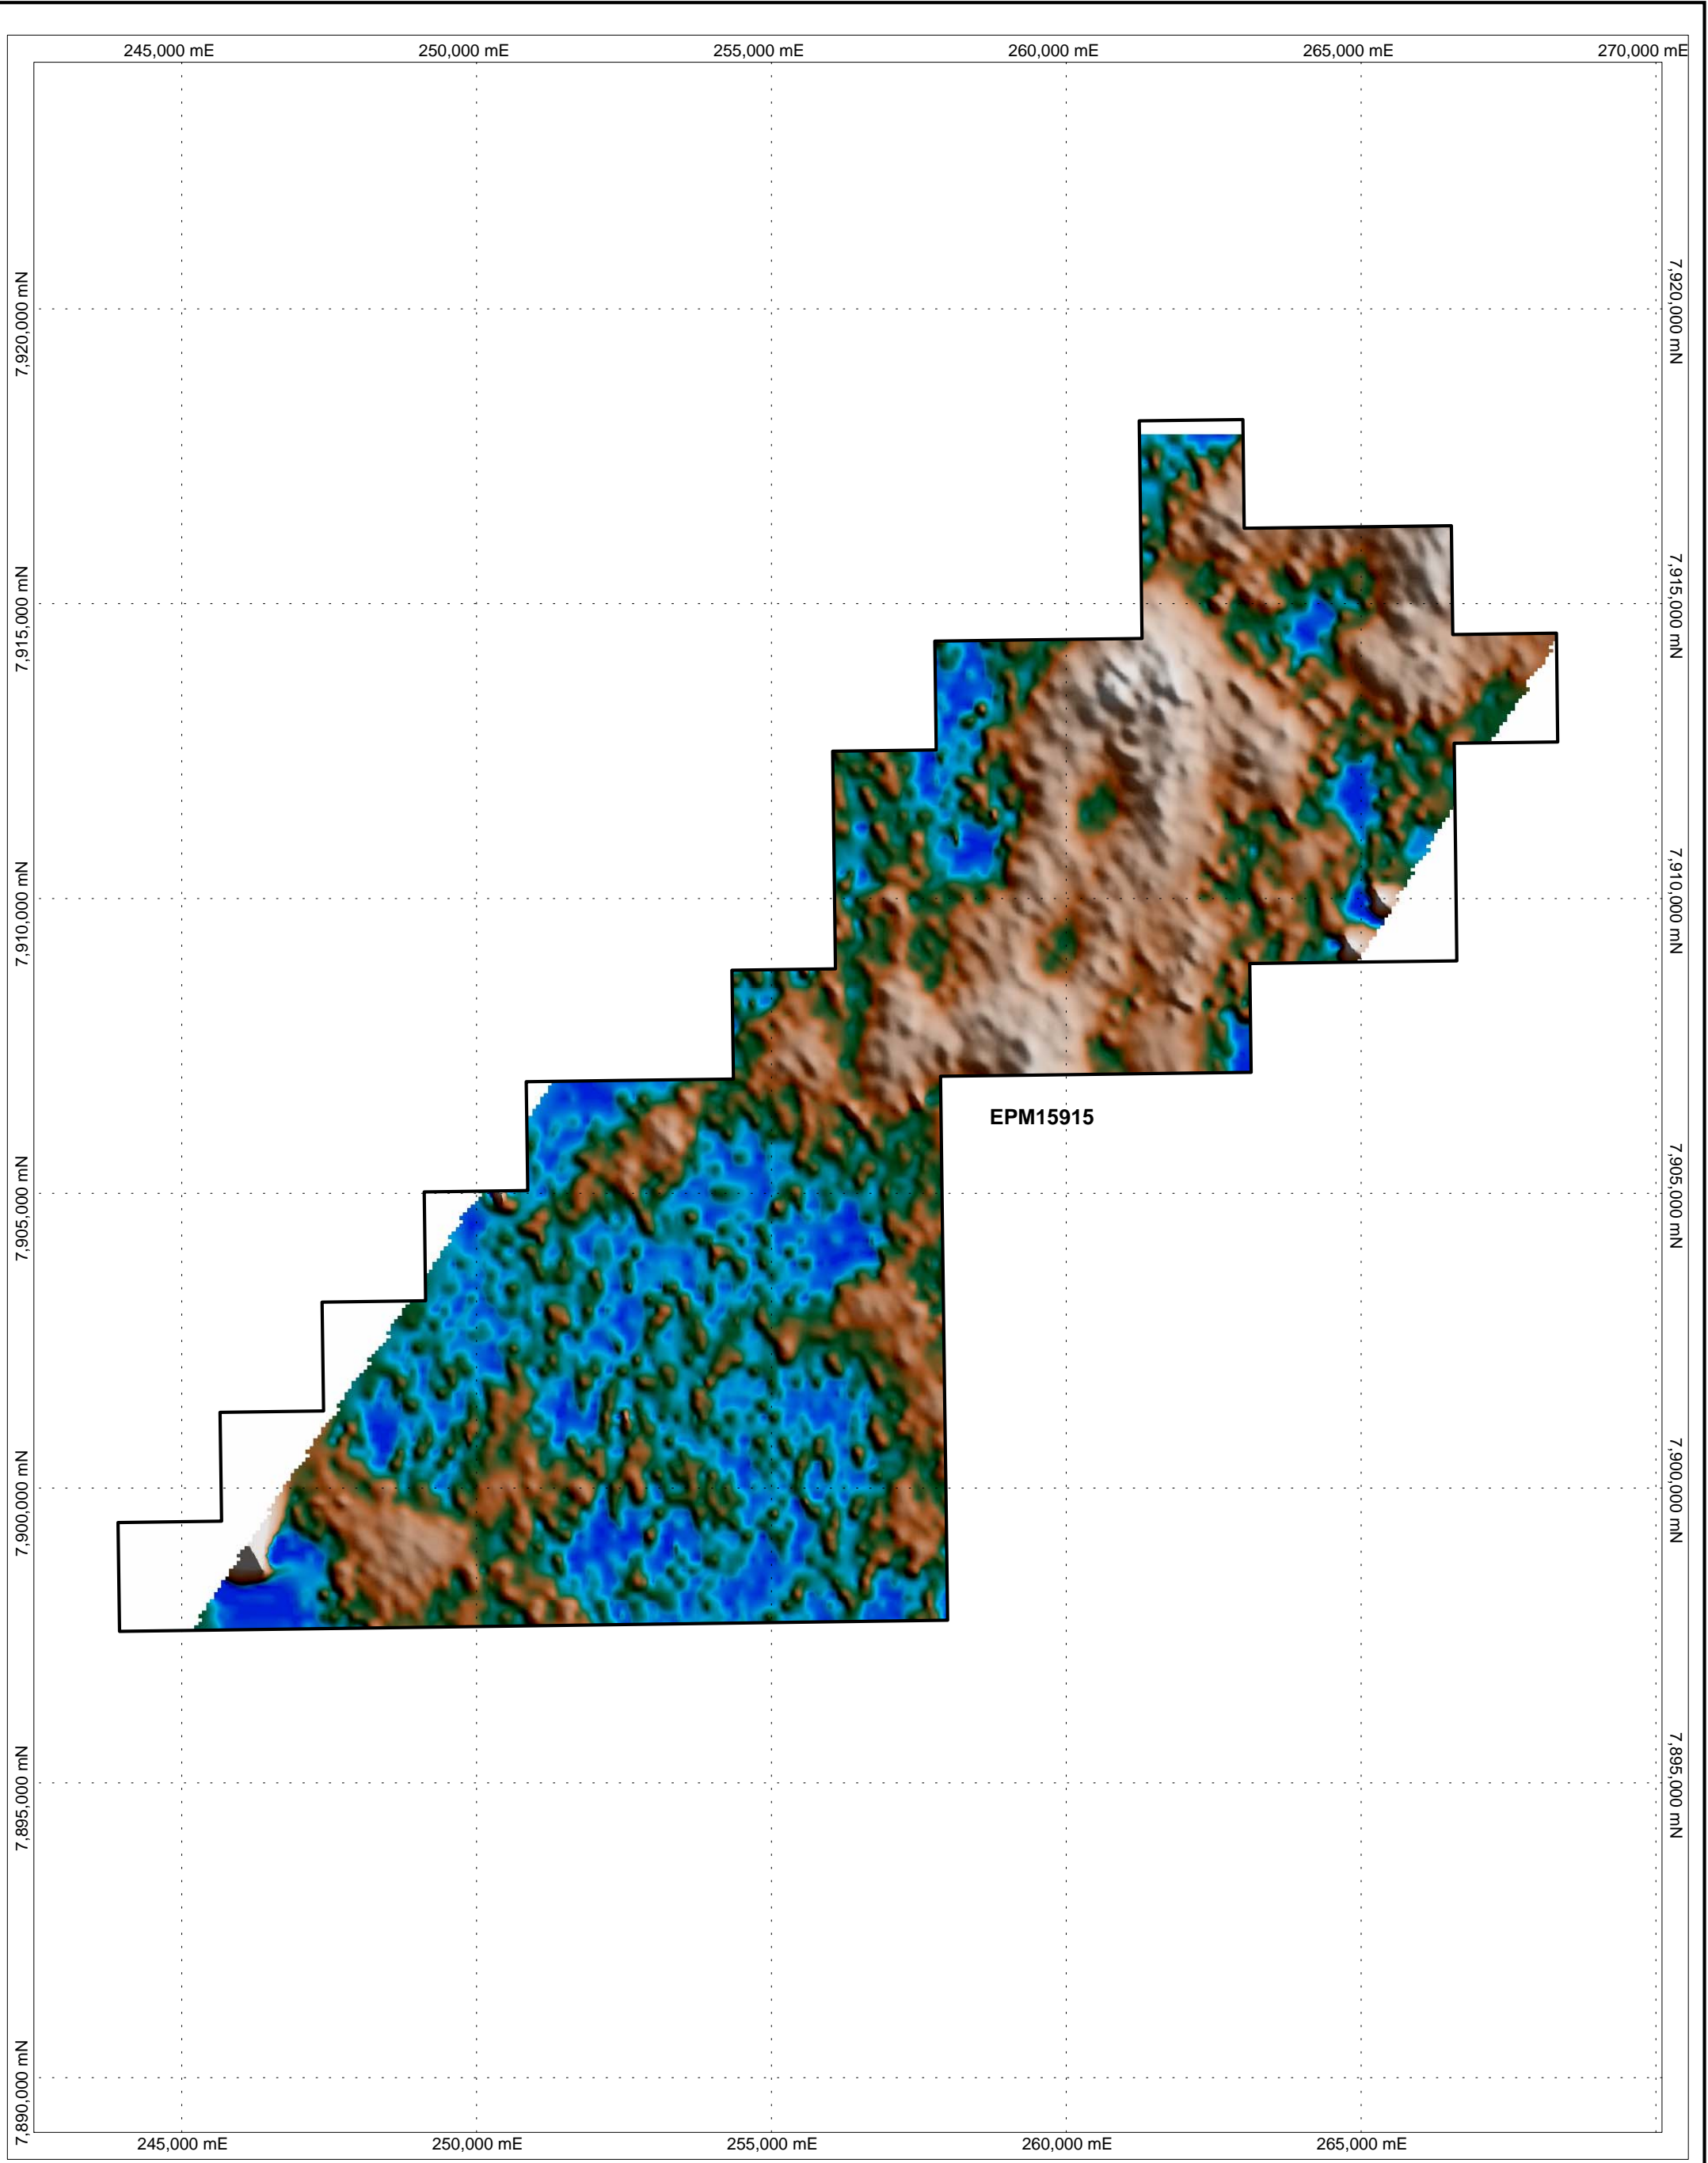 245,000 mE
250,000 mE
255,000 mE
260,000 mE
265,000 mE
270,000 mE
7,920,000 mN
7,920,000 mN
7,915,000 mN
7,915,000 mN
7,910,000 mN
7,910,000 mN
EPM15915
7,905,000 mN
7,905,000 mN
7,900,000 mN
7,900,000 mN
7,895,000 mN
7,895,000 mN
7,890,000 mN
245,000 mE
250,000 mE
255,000 mE
260,000 mE
265,000 mE